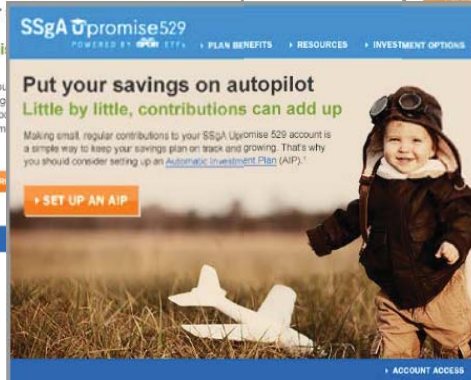 SSgA Upromise529
POWERED BY SPDR ETFs
PLAN BENEFITS
RESOURCES
INVESTMENT OPTIONS
Put your savings on autopilot
Little by little, contributions can add up
Making small, regular contributions to your SSgA Upromise 529 account is
a simple way to keep your savings plan on track and growing. That's why
you should consider setting up an Automatic Investment Plan (AIP).¹
SET UP AN AIP
ACCOUNT ACCESS